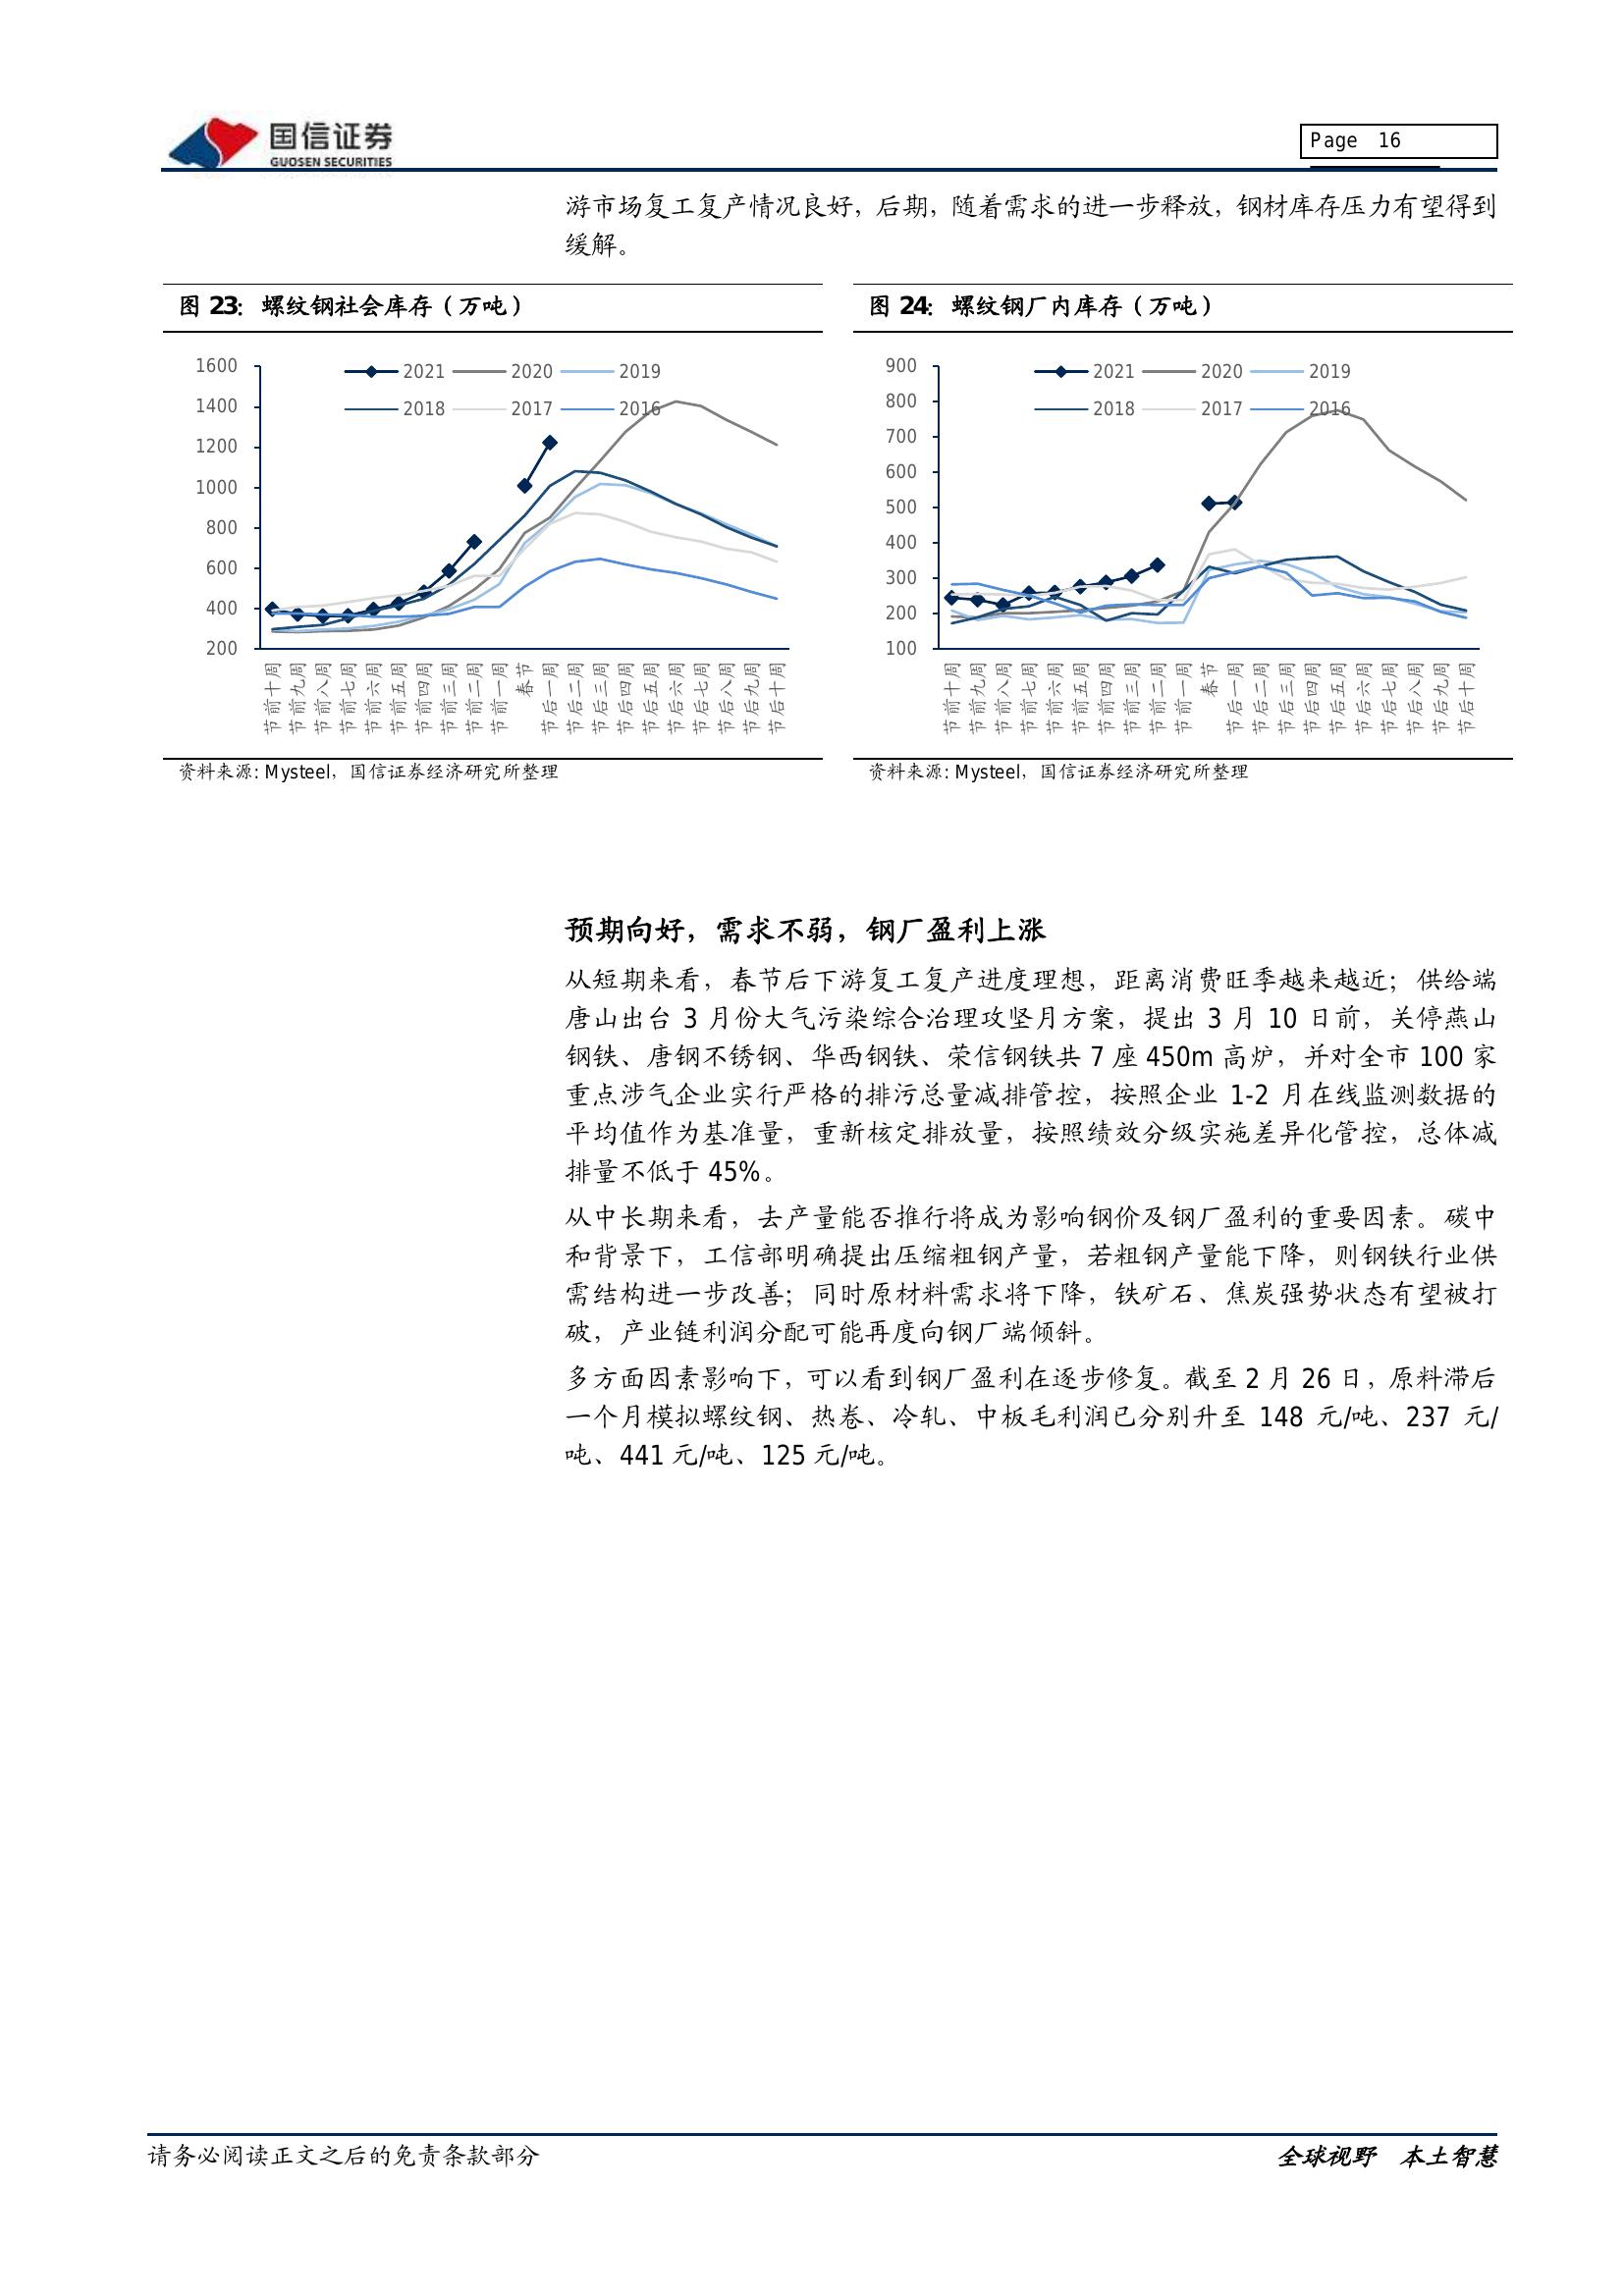 国信证券
GUOSEN SECURITIES
Page 16
游市场复工复产情况良好，后期，随着需求的进一步释放，钢材库存压力有望得到
缓解。
图 23：螺纹钢社会库存（万吨）
1600
1400
1200
1000
800
600
400
200
2021 2020 2019
2018 2017 2016
节前十周 节前九周 节前八周 节前七周 节前六周 节前五周 节前四周 节前三周 节前二周 节前一周 春节 节后一周 节后二周 节后三周 节后四周 节后五周 节后六周 节后七周 节后八周 节后九周 节后十周
资料来源: Mysteel，国信证券经济研究所整理
图 24：螺纹钢厂内库存（万吨）
900
800
700
600
500
400
300
200
100
2021 2020 2019
2018 2017 2016
节前十周 节前九周 节前八周 节前七周 节前六周 节前五周 节前四周 节前三周 节前二周 节前一周 春节 节后一周 节后二周 节后三周 节后四周 节后五周 节后六周 节后七周 节后八周 节后九周 节后十周
资料来源: Mysteel，国信证券经济研究所整理
预期向好，需求不弱，钢厂盈利上涨
从短期来看，春节后下游复工复产进度理想，距离消费旺季越来越近；供给端
唐山出台 3 月份大气污染综合治理攻坚月方案，提出 3 月 10 日前，关停燕山
钢铁、唐钢不锈钢、华西钢铁、荣信钢铁共 7 座 450m 高炉，并对全市 100 家
重点涉气企业实行严格的排污总量减排管控，按照企业 1-2 月在线监测数据的
平均值作为基准量，重新核定排放量，按照绩效分级实施差异化管控，总体减
排量不低于 45%。
从中长期来看，去产量能否推行将成为影响钢价及钢厂盈利的重要因素。碳中
和背景下，工信部明确提出压缩粗钢产量，若粗钢产量能下降，则钢铁行业供
需结构进一步改善；同时原材料需求将下降，铁矿石、焦炭强势状态有望被打
破，产业链利润分配可能再度向钢厂端倾斜。
多方面因素影响下，可以看到钢厂盈利在逐步修复。截至 2 月 26 日，原料滞后
一个月模拟螺纹钢、热卷、冷轧、中板毛利润已分别升至 148 元/吨、237 元/
吨、441 元/吨、125 元/吨。
请务必阅读正文之后的免责条款部分
全球视野 本土智慧